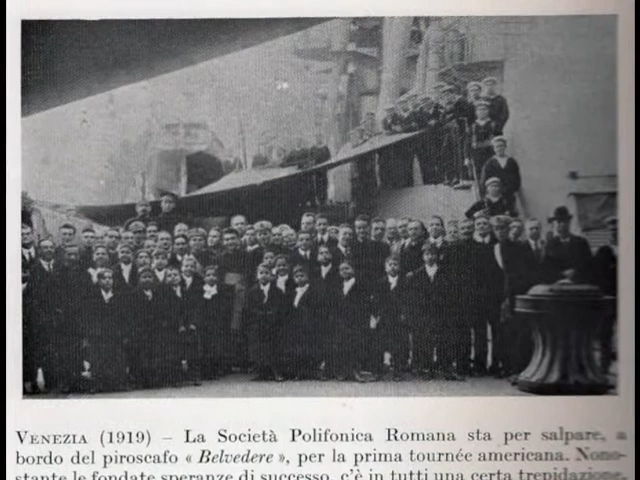 VENEZIA (1919) – La Società Polifonica Romana sta per salpare, a
bordo del piroscafo « Belvedere », per la prima tournée americana. Nono-
stante le fondate speranze di successo, c'è in tutti una certa trepidazione.